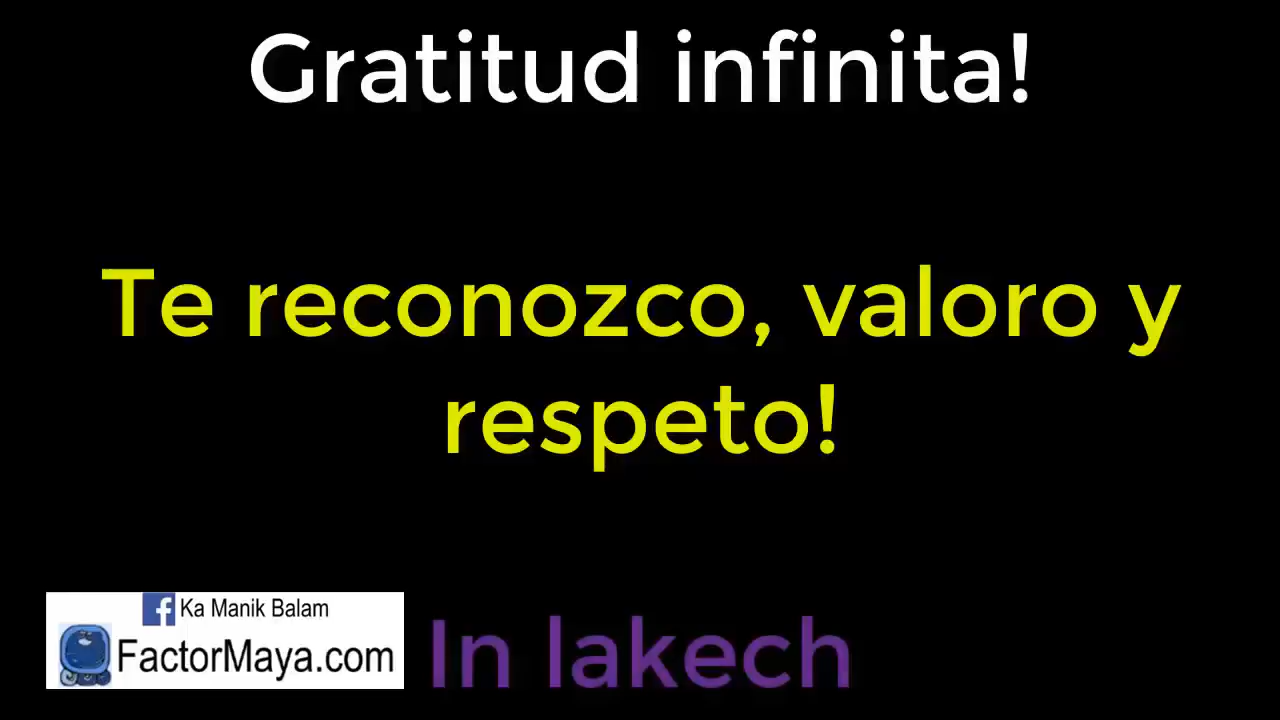 Gratitud infinita!
Te reconozco, valoro y
respeto!
Ka Manik Balam
FactorMaya.com
In lakech